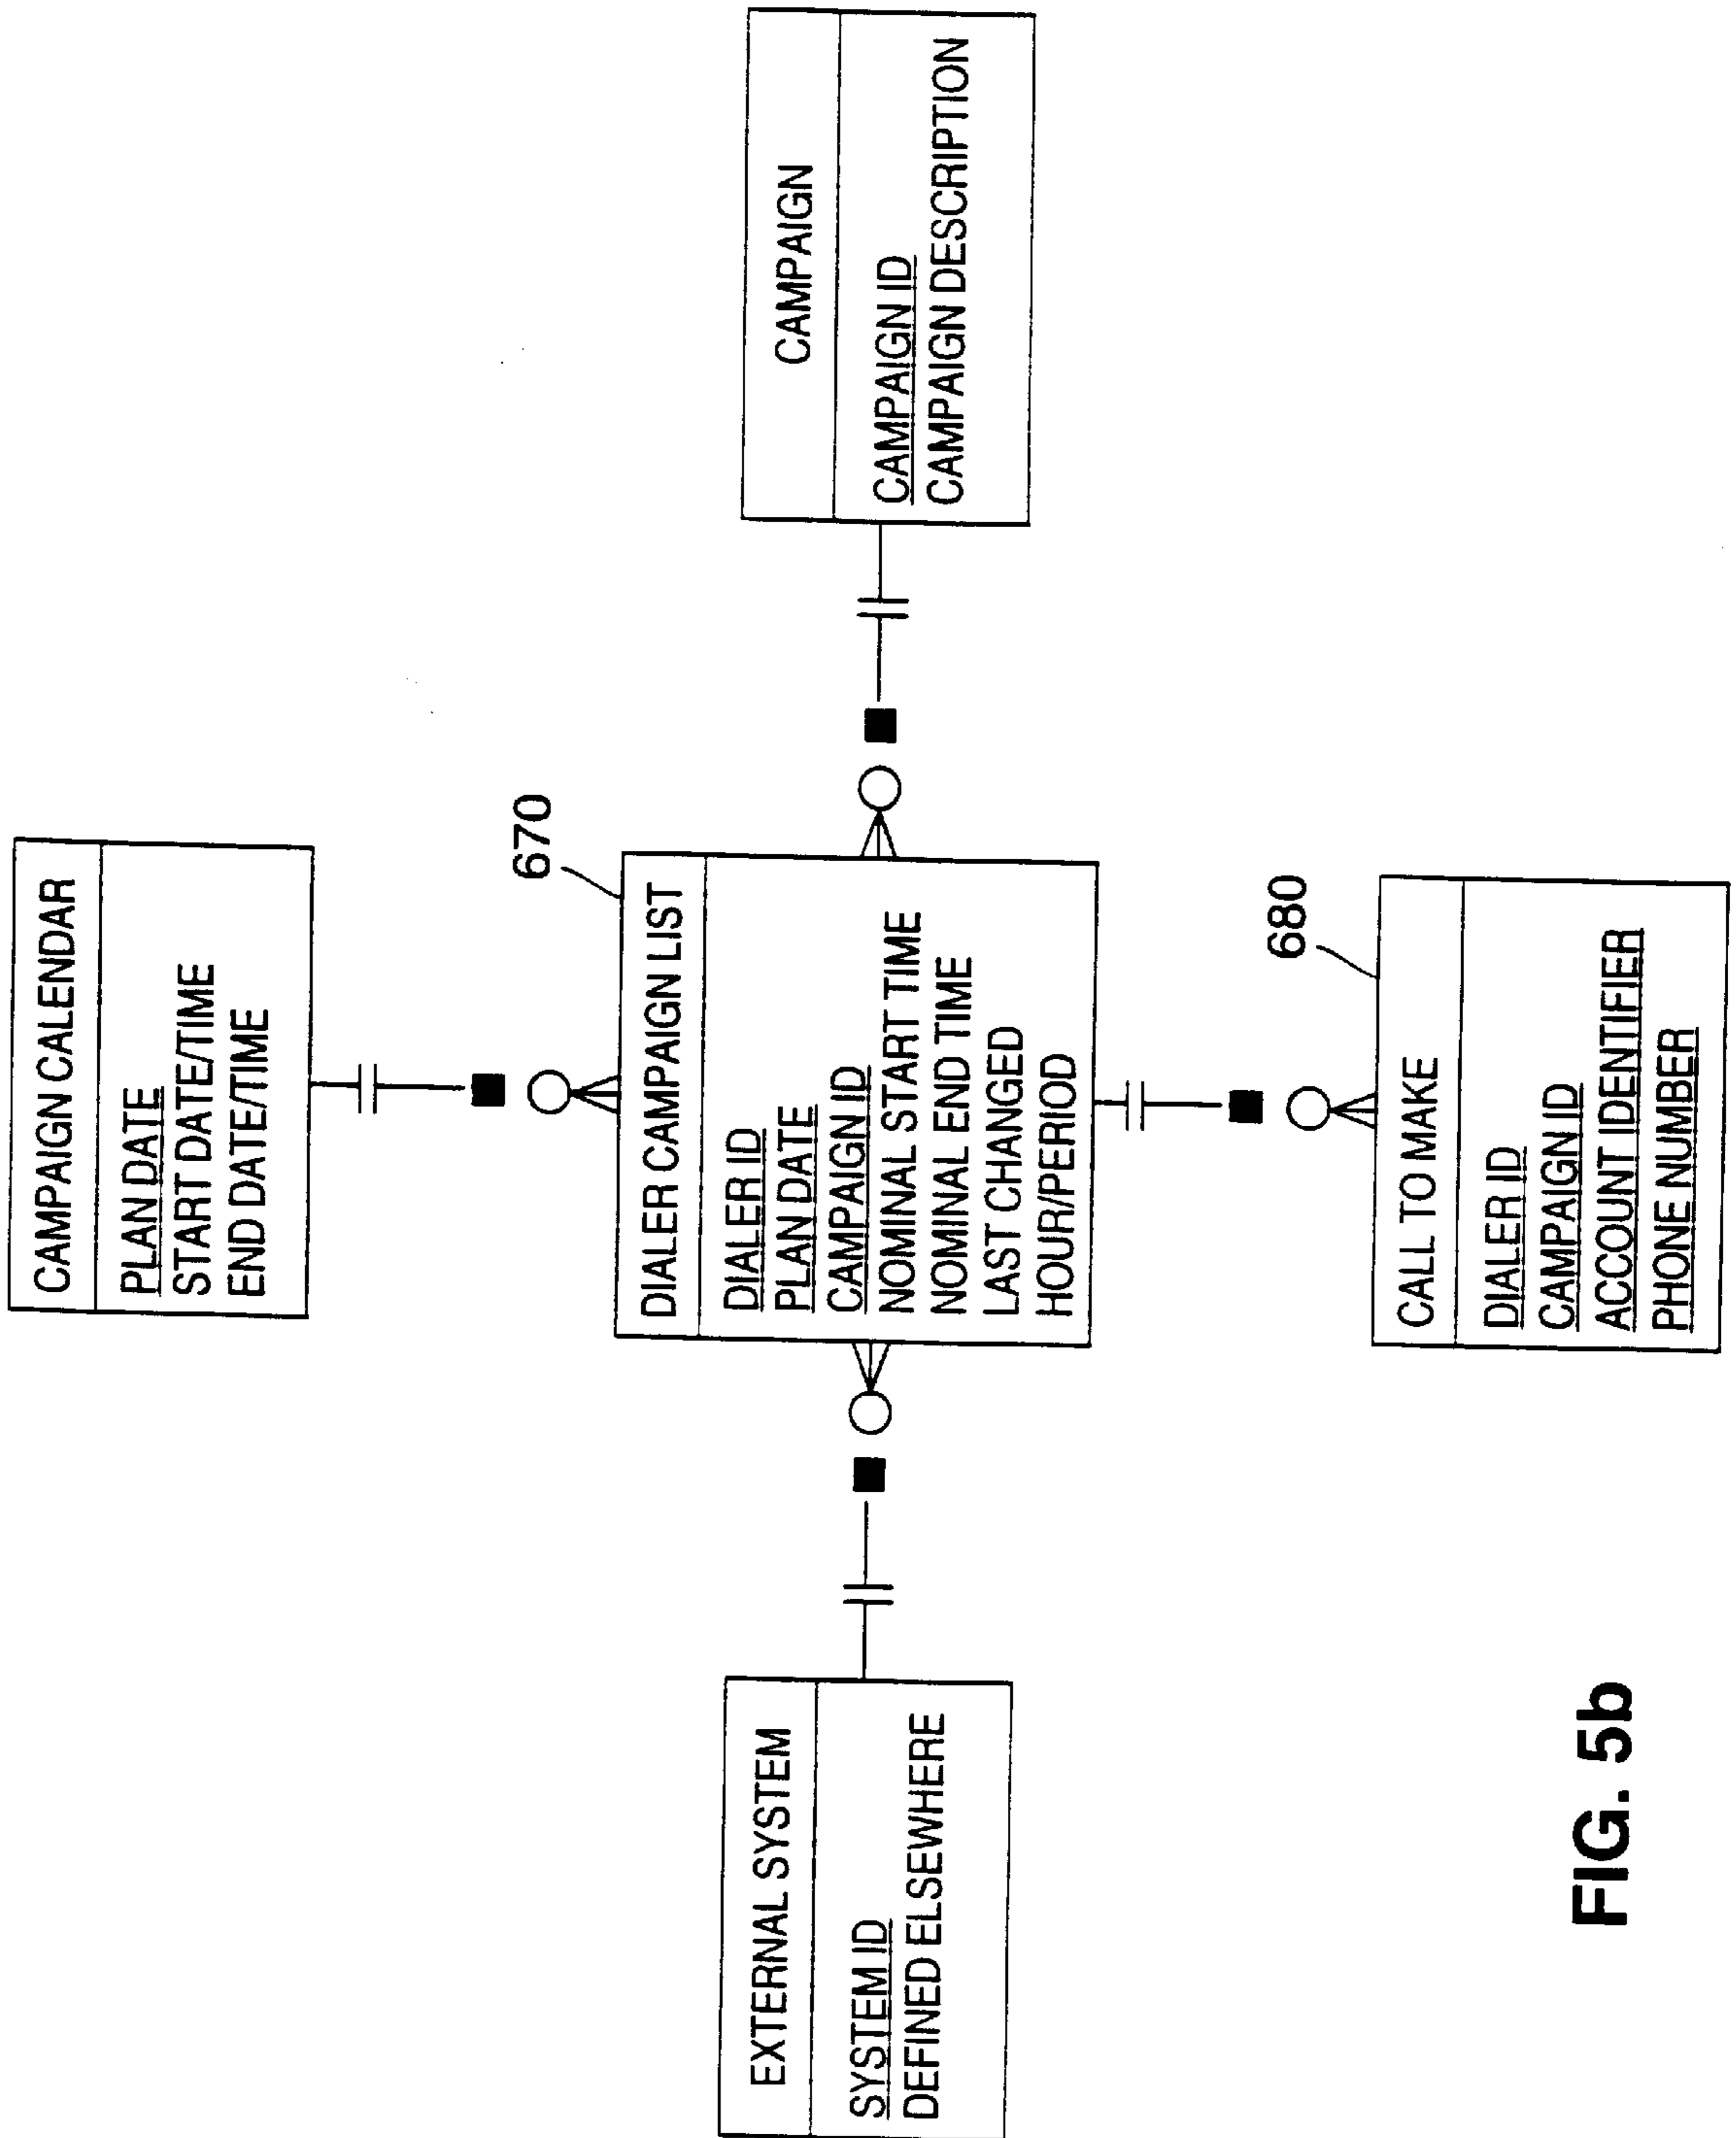 CAMPAIGN CALENDAR
PLAN DATE
START DATE/TIME
END DATE/TIME
670
EXTERNAL SYSTEM
SYSTEM ID
DEFINED ELSEWHERE
DIALER CAMPAIGN LIST
DIALER ID
PLAN DATE
CAMPAIGN ID
NOMINAL START TIME
NOMINAL END TIME
LAST CHANGED
HOUR/PERIOD
CAMPAIGN
CAMPAIGN ID
CAMPAIGN DESCRIPTION
680
CALL TO MAKE
DIALER ID
CAMPAIGN ID
ACCOUNT IDENTIFIER
PHONE NUMBER
FIG. 5b